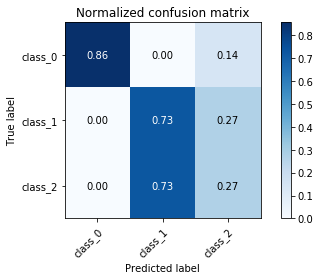 Normalized confusion matrix
True label
class_0
0.86 0.00 0.14
class_1
0.00 0.73 0.27
class_2
0.00 0.73 0.27
class_0 class_1 class_2
Predicted label
0.8
0.7
0.6
0.5
0.4
0.3
0.2
0.1
0.0